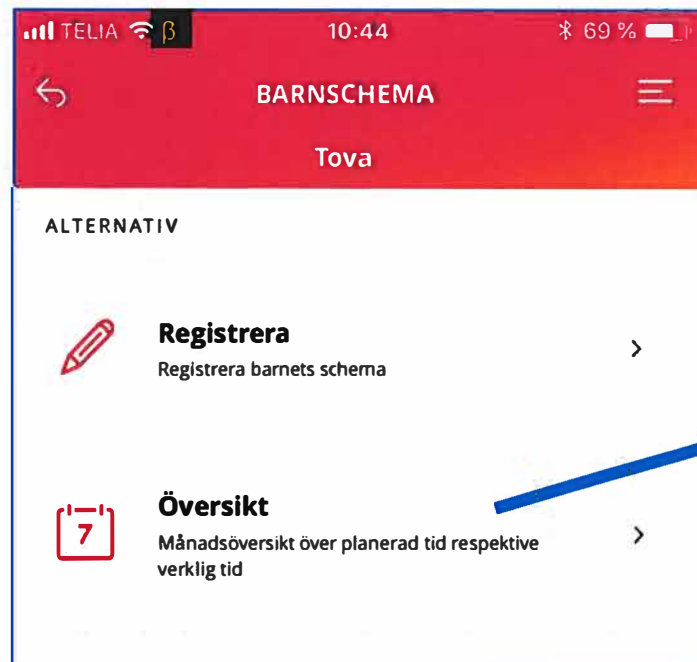 TELIA β 10:44 69 %
BARNSCHEMA
Tova
ALTERNATIV
Registrera
Registrera barnets schema
Översikt
7
Månadsöversikt över planerad tid respektive
verklig tid